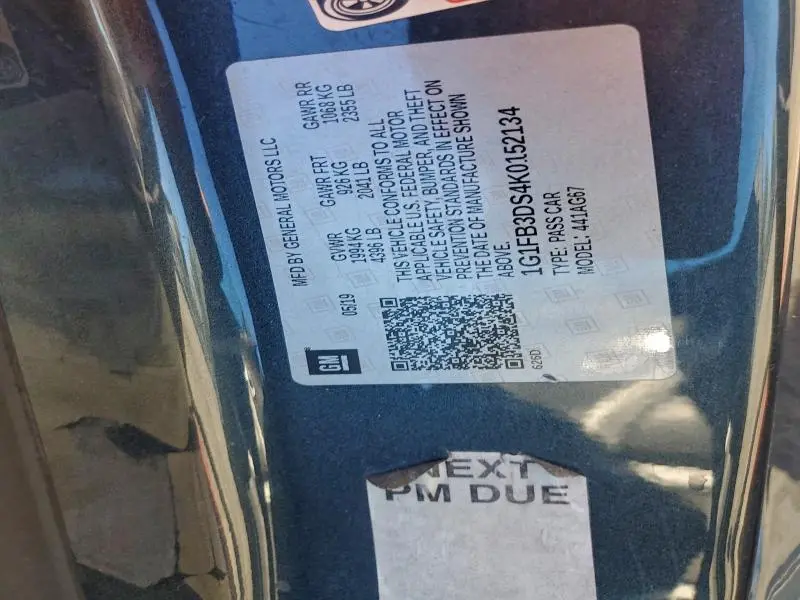 MFD BY GENERAL MOTORS LLC
05/19 GVWR GAWR FRT GAWR RR
1994KG 926 KG 1068 KG
4396 LB 2041 LB 2355 LB
THIS VEHICLE CONFORMS TO ALL
APPLICABLE U.S. FEDERAL MOTOR
VEHICLE SAFETY, BUMPER, AND THEFT
PREVENTION STANDARDS IN EFFECT ON
THE DATE OF MANUFACTURE SHOWN
ABOVE.
1G1FB3DS4K0152134
TYPE: PASS CAR
MODEL: 441AG67
GM
626D
NEXT
PM DUE